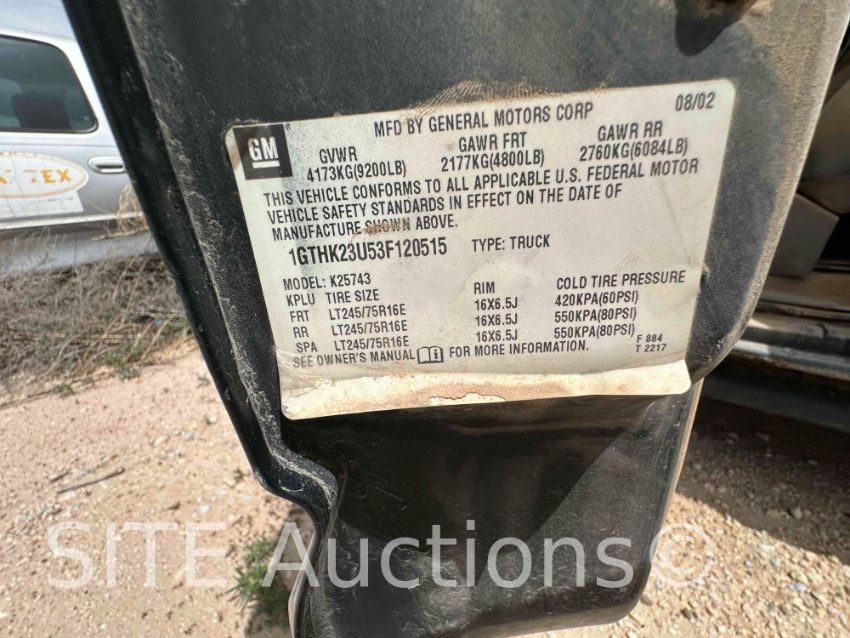 MFD BY GENERAL MOTORS CORP 08/02
GM
GVWR GAWR FRT GAWR RR
4173KG(9200LB) 2177KG(4800LB) 2760KG(6084LB)
THIS VEHICLE CONFORMS TO ALL APPLICABLE U.S. FEDERAL MOTOR
VEHICLE SAFETY STANDARDS IN EFFECT ON THE DATE OF
MANUFACTURE SHOWN ABOVE.
1GTHK23U53F120515 TYPE: TRUCK
MODEL: K25743
KPLU TIRE SIZE RIM COLD TIRE PRESSURE
FRT LT245/75R16E 16X6.5J 420KPA(60PSI)
RR LT245/75R16E 16X6.5J 550KPA(80PSI)
SPA LT245/75R16E 16X6.5J 550KPA(80PSI)
SEE OWNER'S MANUAL FOR MORE INFORMATION.
F 884
T 2217
TEX
SITE Auctions©